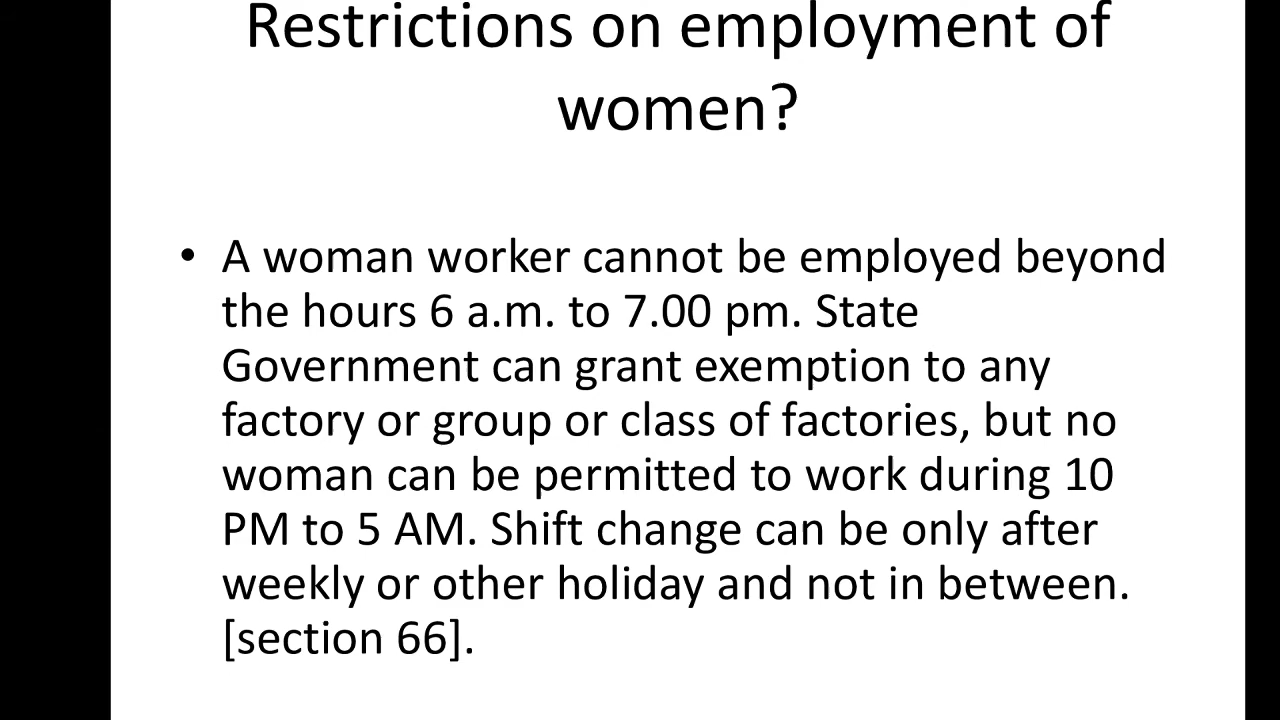 Restrictions on employment of
women?
• A woman worker cannot be employed beyond
the hours 6 a.m. to 7.00 pm. State
Government can grant exemption to any
factory or group or class of factories, but no
woman can be permitted to work during 10
PM to 5 AM. Shift change can be only after
weekly or other holiday and not in between.
[section 66].